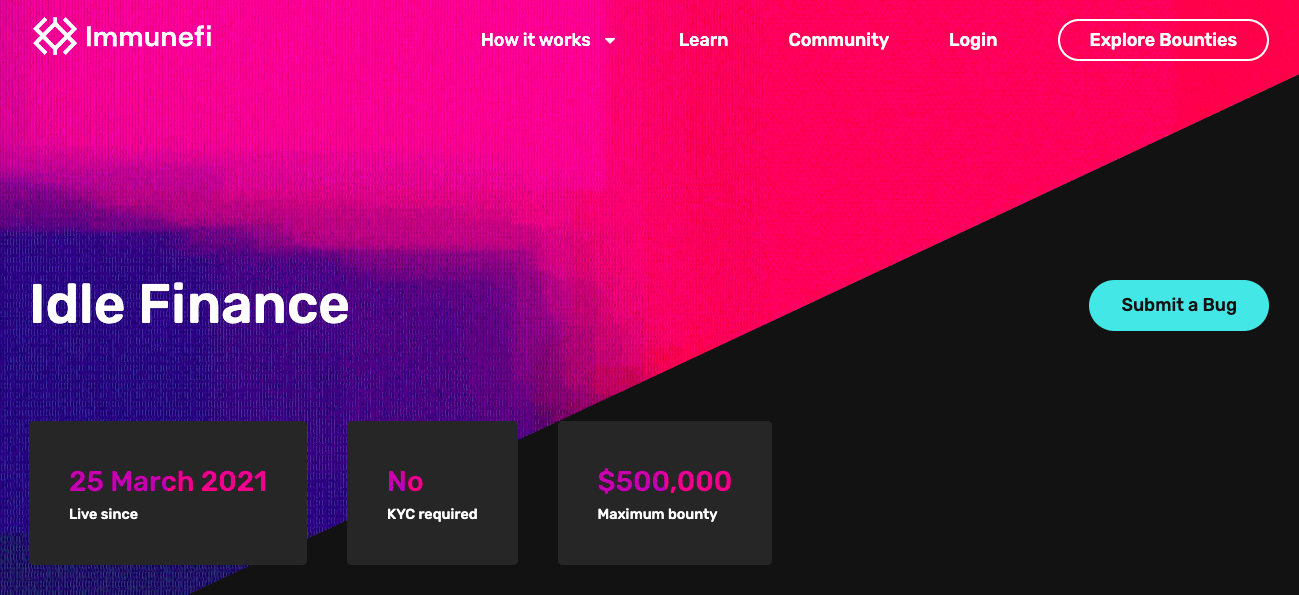 Immunefi
How it works
Learn
Community
Login
Explore Bounties
Idle Finance
Submit a Bug
25 March 2021
Live since
No
KYC required
$500,000
Maximum bounty